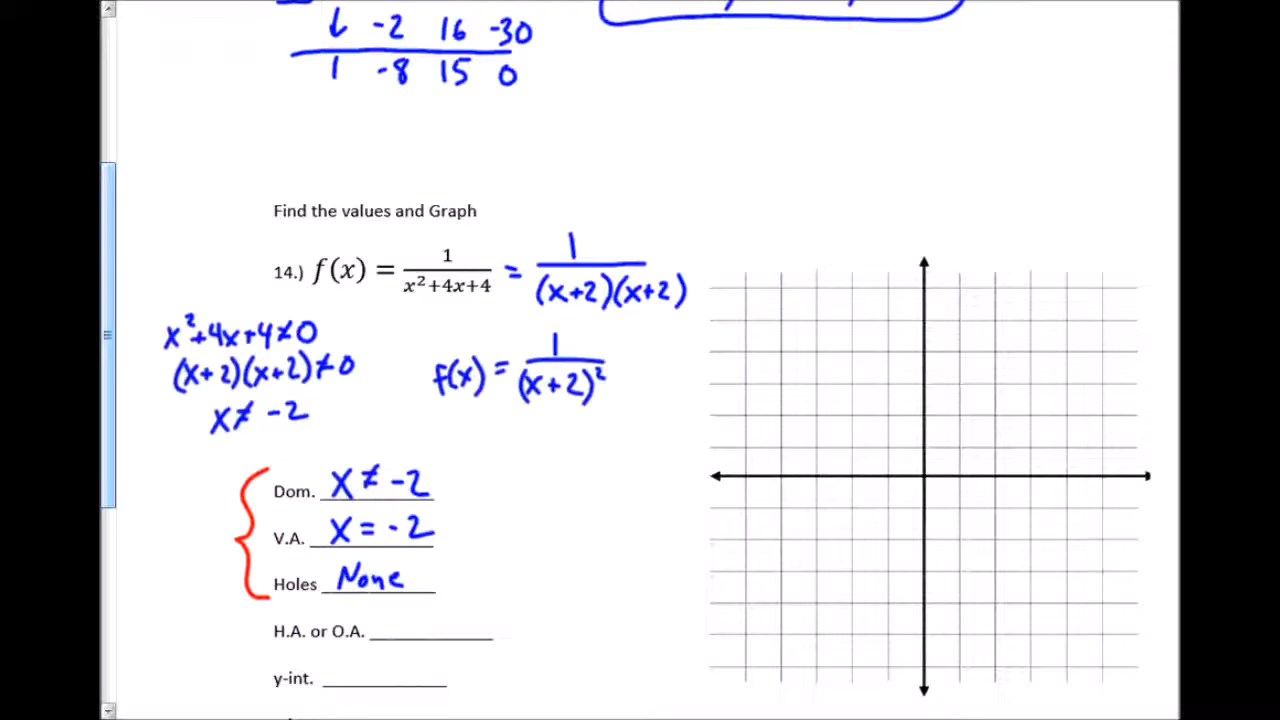 ↓ -2 16 -30
1 -8 15 0
Find the values and Graph
14.) f(x) = 1/(x²+4x+4) = 1/((x+2)(x+2))
x²+4x+4≠0
(x+2)(x+2)≠0
f(x) = 1/(x+2)²
x≠ -2
Dom. x ≠ -2
V.A. x = -2
Holes None
H.A. or O.A.
y-int.